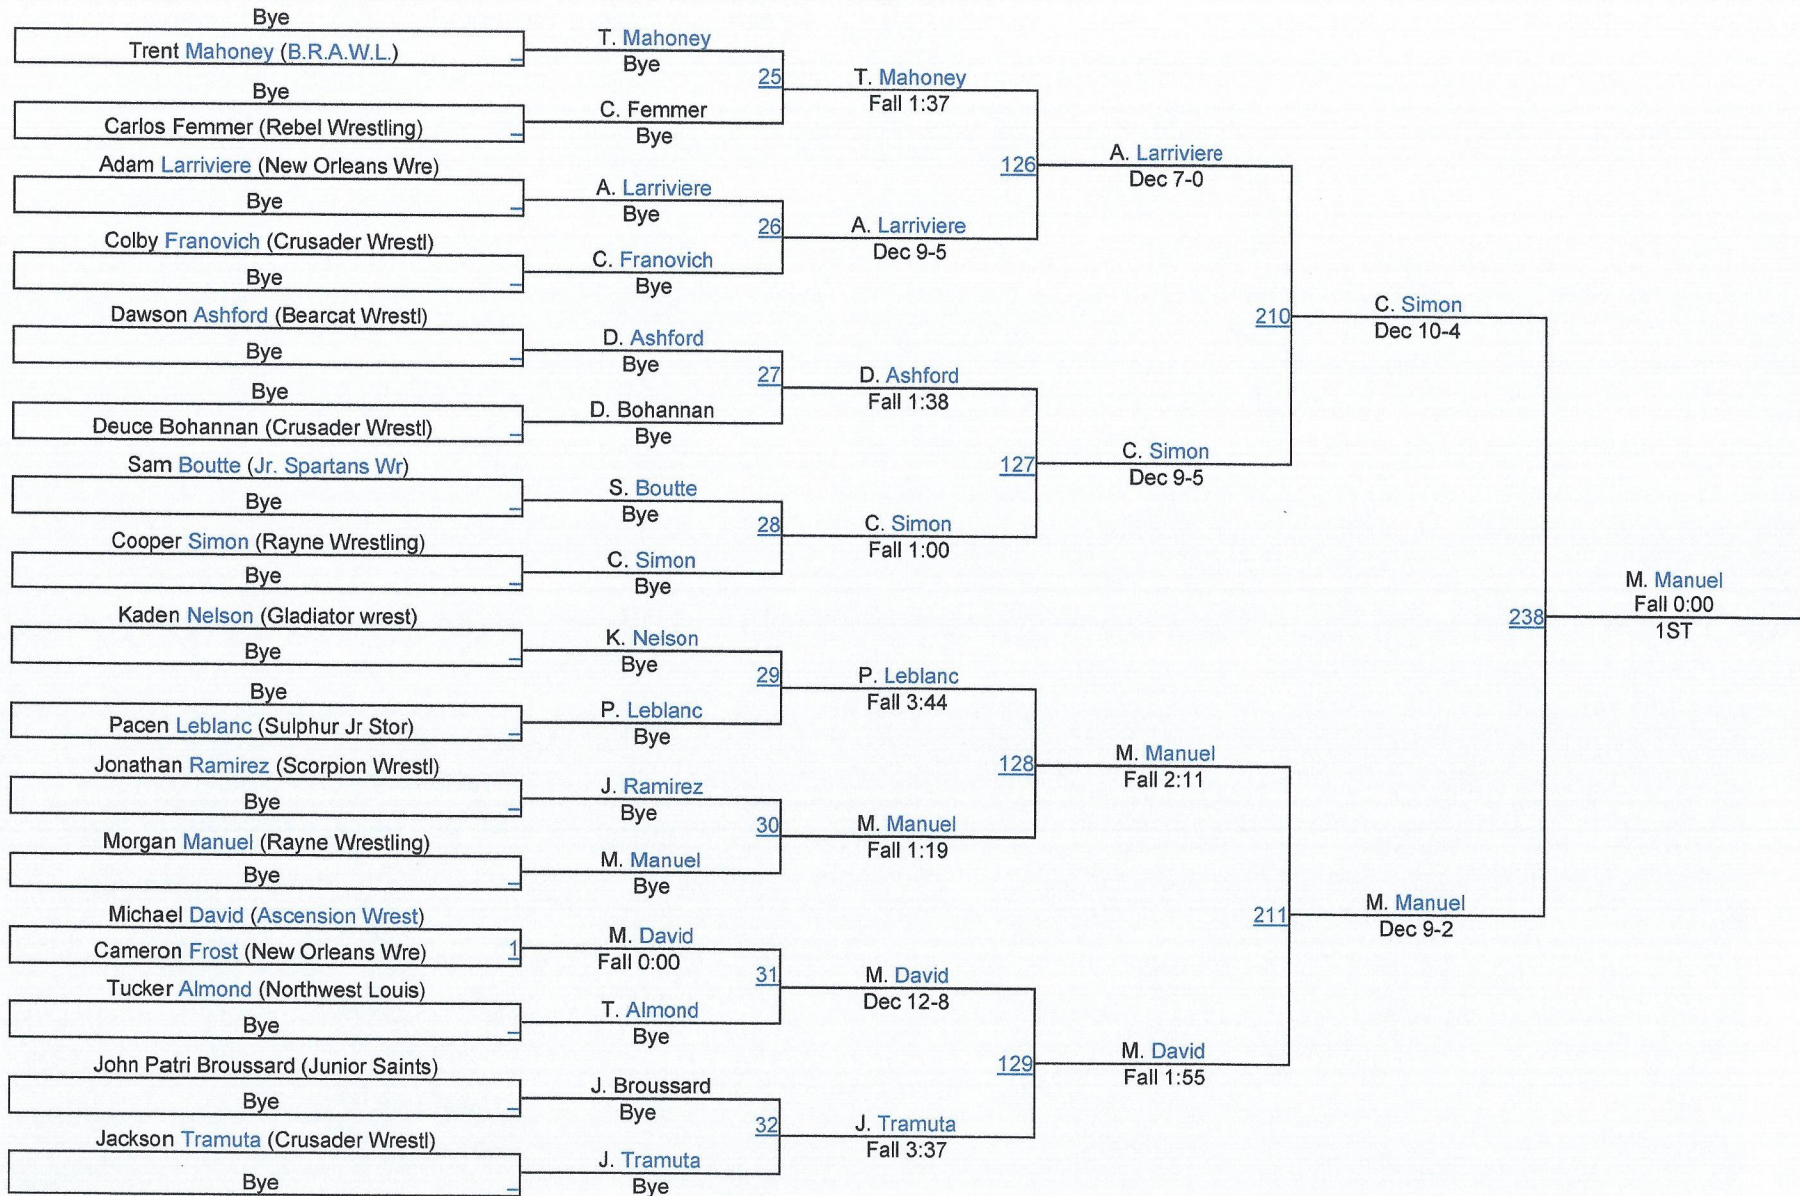 Bye
Trent Mahoney (B.R.A.W.L.)
Bye
Carlos Femmer (Rebel Wrestling)
Adam Larriviere (New Orleans Wre)
Bye
Colby Franovich (Crusader Wrestl)
Bye
Dawson Ashford (Bearcat Wrestl)
Bye
Bye
Deuce Bohannan (Crusader Wrestl)
Sam Boutte (Jr. Spartans Wr)
Bye
Cooper Simon (Rayne Wrestling)
Bye
Kaden Nelson (Gladiator wrest)
Bye
Bye
Pacen Leblanc (Sulphur Jr Stor)
Jonathan Ramirez (Scorpion Wrestl)
Bye
Morgan Manuel (Rayne Wrestling)
Bye
Michael David (Ascension Wrest)
Cameron Frost (New Orleans Wre) 1
Tucker Almond (Northwest Louis)
Bye
John Patri Broussard (Junior Saints)
Bye
Jackson Tramuta (Crusader Wrestl)
Bye
T. Mahoney
Bye
25
C. Femmer
Bye
A. Larriviere
Bye
26
C. Franovich
Bye
D. Ashford
Bye
27
D. Bohannan
Bye
S. Boutte
Bye
28
C. Simon
Bye
K. Nelson
Bye
29
P. Leblanc
Bye
J. Ramirez
Bye
30
M. Manuel
Bye
M. David
Fall 0:00
31
T. Almond
Bye
J. Broussard
Bye
32
J. Tramuta
Bye
T. Mahoney
Fall 1:37
126
A. Larriviere
Dec 9-5
D. Ashford
Fall 1:38
127
C. Simon
Fall 1:00
P. Leblanc
Fall 3:44
128
M. Manuel
Fall 1:19
M. David
Dec 12-8
129
J. Tramuta
Fall 3:37
A. Larriviere
Dec 7-0
210
C. Simon
Dec 9-5
M. Manuel
Fall 2:11
211
M. David
Fall 1:55
C. Simon
Dec 10-4
238
M. Manuel
Dec 9-2
M. Manuel
Fall 0:00
1ST